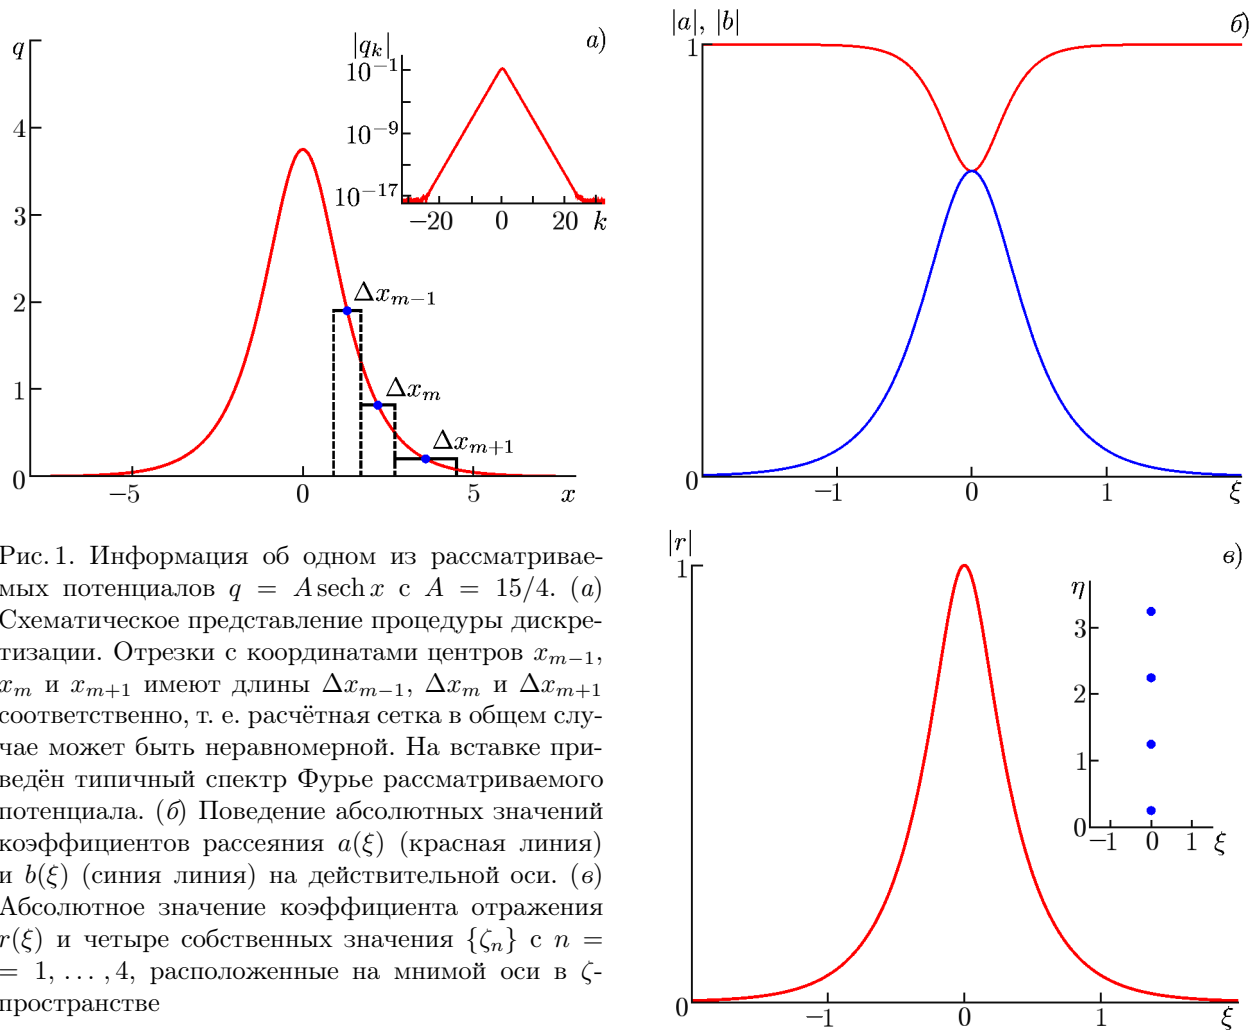 q
а)
4
3
2
1
0
−5
0
5
x
|q_k|
10^{−1}
10^{−9}
10^{−17}
−20
0
20
k
Δx_{m−1}
Δx_m
Δx_{m+1}
|a|, |b|
б)
1
0
−1
0
1
ξ
Рис. 1. Информация об одном из рассматривае-
мых потенциалов q = A sech x с A = 15/4. (а)
Схематическое представление процедуры дискре-
тизации. Отрезки с координатами центров x_{m−1},
x_m и x_{m+1} имеют длины Δx_{m−1}, Δx_m и Δx_{m+1}
соответственно, т. е. расчётная сетка в общем слу-
чае может быть неравномерной. На вставке при-
ведён типичный спектр Фурье рассматриваемого
потенциала. (б) Поведение абсолютных значений
коэффициентов рассеяния a(ξ) (красная линия)
и b(ξ) (синия линия) на действительной оси. (в)
Абсолютное значение коэффициента отражения
r(ξ) и четыре собственных значения {ζ_n} с n =
= 1, . . . , 4, расположенные на мнимой оси в ζ-
пространстве
|r|
в)
1
0
−1
0
1
ξ
η
3
2
1
0
−1
0
1
ξ